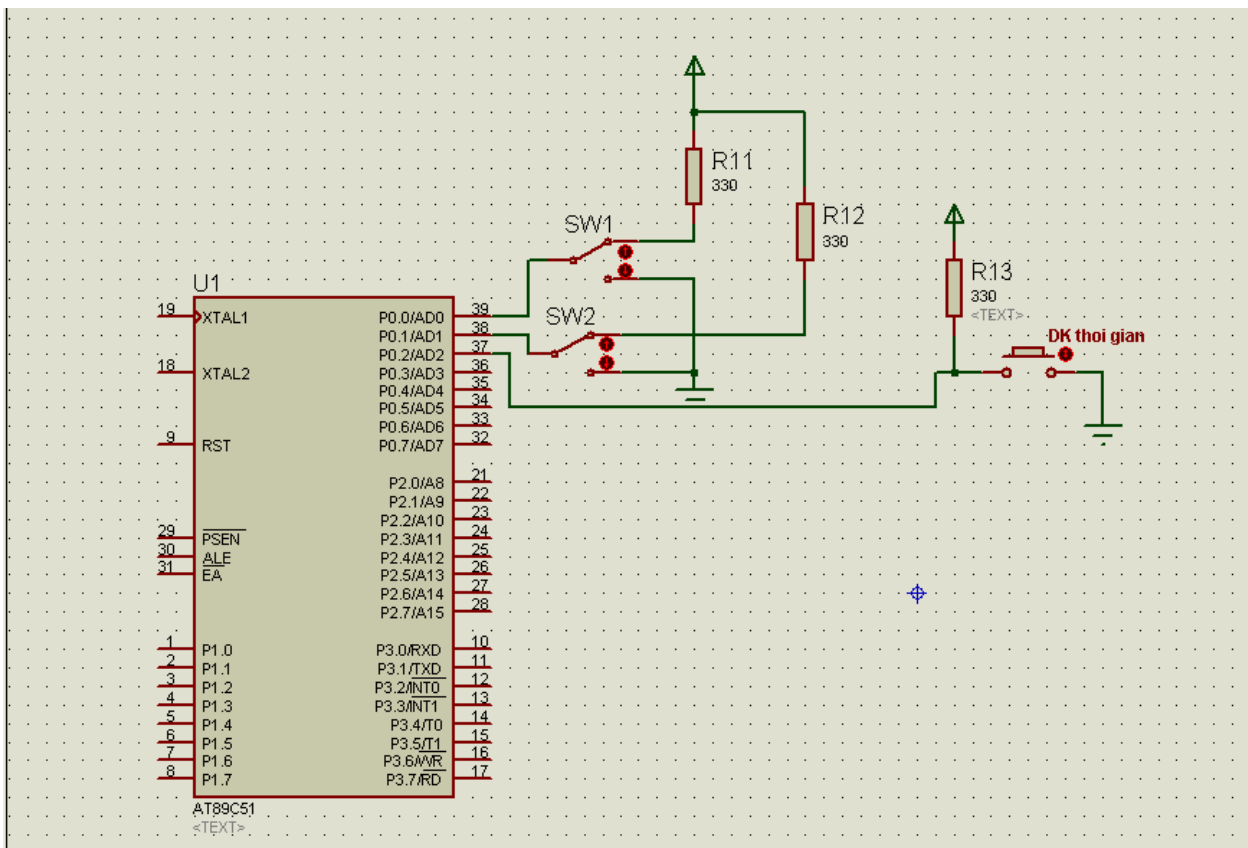 R11
330
R12
330
SW1
R13
330
<TEXT>
SW2
DK thoi gian
U1
19
XTAL1
18
XTAL2
9
RST
29
PSEN
30
ALE
31
EA
1
P1.0
2
P1.1
3
P1.2
4
P1.3
5
P1.4
6
P1.5
7
P1.6
8
P1.7
P0.0/AD0
39
P0.1/AD1
38
P0.2/AD2
37
P0.3/AD3
36
P0.4/AD4
35
P0.5/AD5
34
P0.6/AD6
33
P0.7/AD7
32
P2.0/A8
21
P2.1/A9
22
P2.2/A10
23
P2.3/A11
24
P2.4/A12
25
P2.5/A13
26
P2.6/A14
27
P2.7/A15
28
P3.0/RXD
10
P3.1/TXD
11
P3.2/INT0
12
P3.3/INT1
13
P3.4/T0
14
P3.5/T1
15
P3.6/WR
16
P3.7/RD
17
AT89C51
<TEXT>